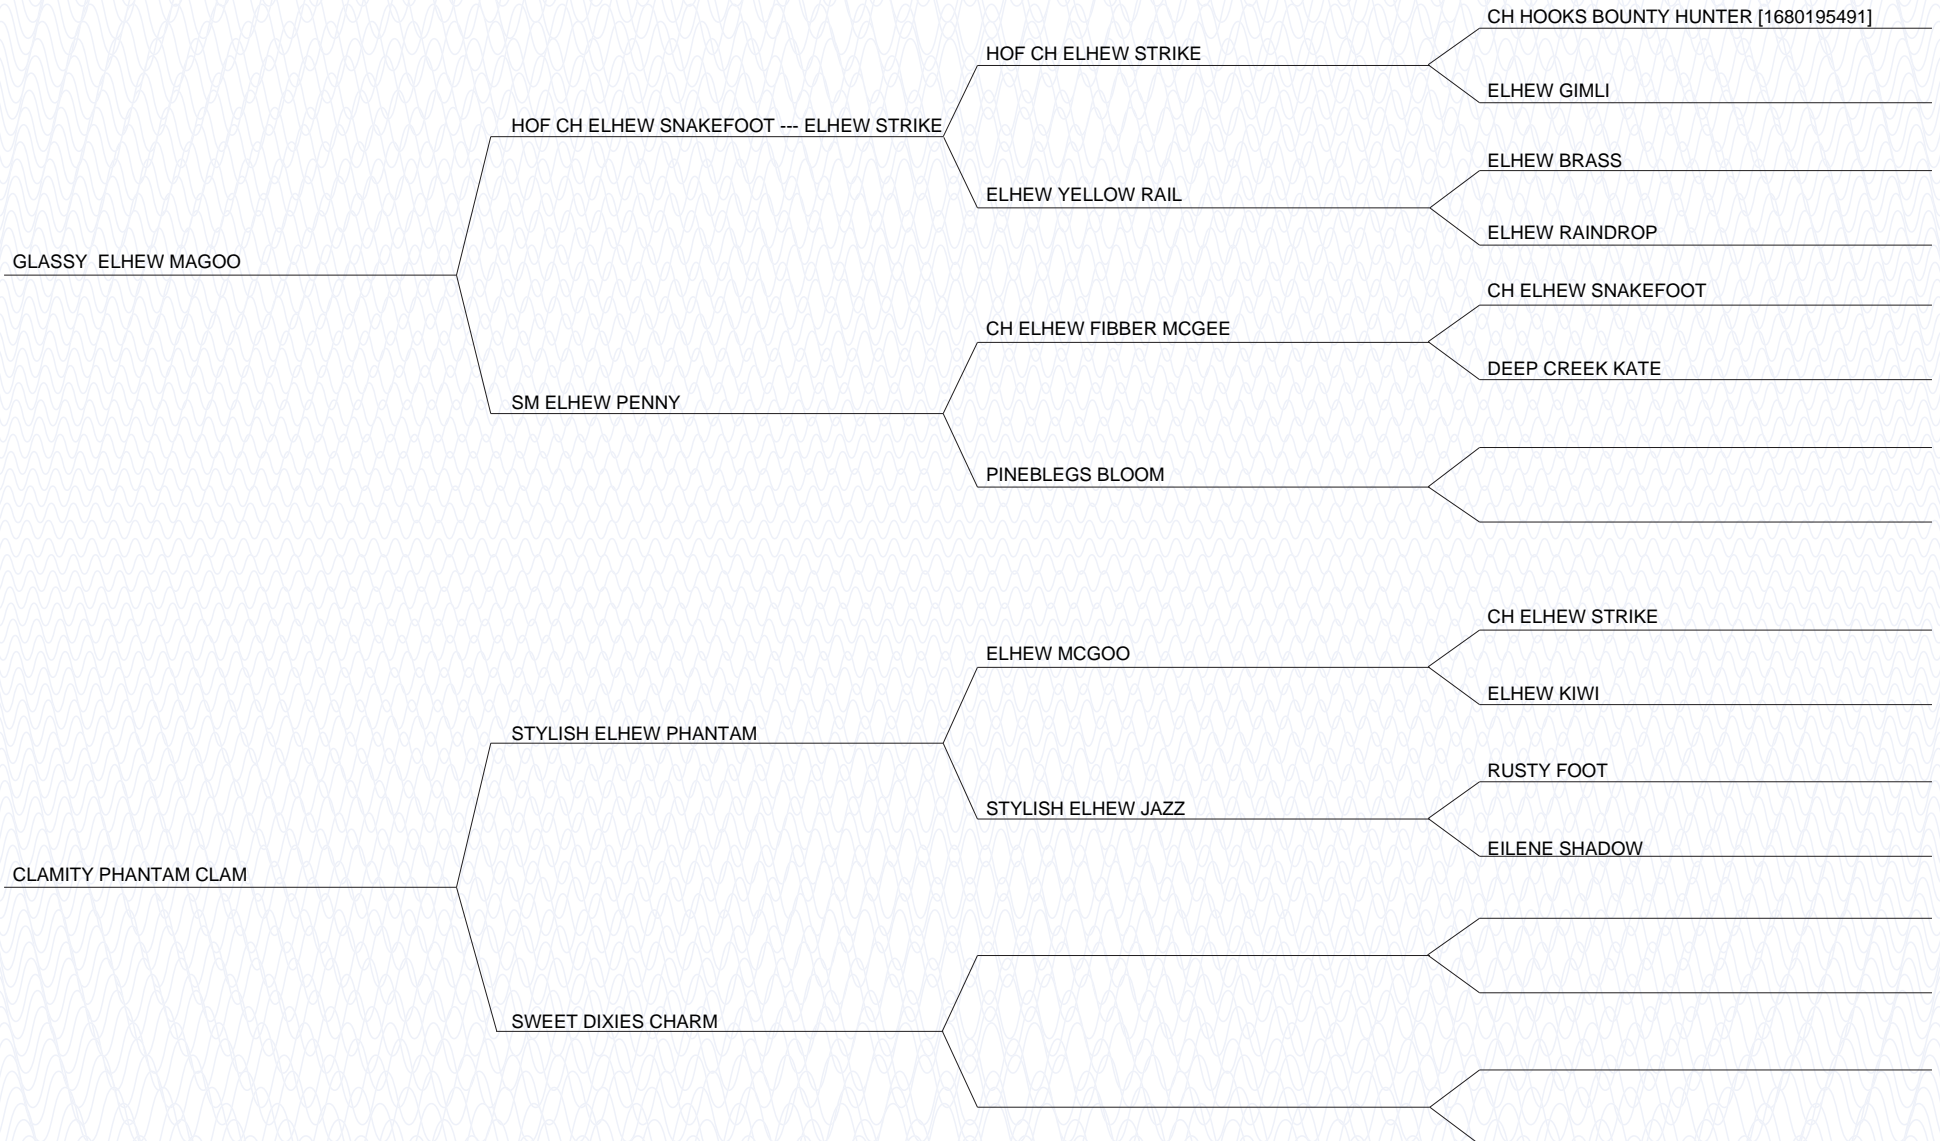 CH HOOKS BOUNTY HUNTER [1680195491]
HOF CH ELHEW STRIKE
ELHEW GIMLI
HOF CH ELHEW SNAKEFOOT --- ELHEW STRIKE
ELHEW BRASS
ELHEW YELLOW RAIL
ELHEW RAINDROP
GLASSY  ELHEW MAGOO
CH ELHEW SNAKEFOOT
CH ELHEW FIBBER MCGEE
DEEP CREEK KATE
SM ELHEW PENNY
PINEBLEGS BLOOM
CH ELHEW STRIKE
ELHEW MCGOO
ELHEW KIWI
STYLISH ELHEW PHANTAM
RUSTY FOOT
STYLISH ELHEW JAZZ
EILENE SHADOW
CLAMITY PHANTAM CLAM
SWEET DIXIES CHARM